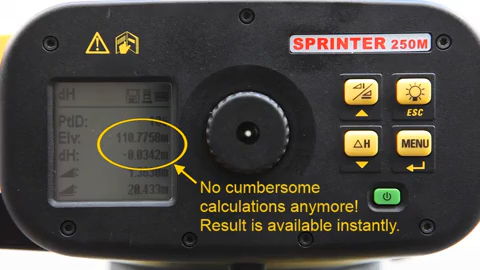 SPRINTER 250M
dH
PtID:
Elv: 110.7758m
dH: -0.0342m
20.433m
ESC
ΔH
MENU
No cumbersome
calculations anymore!
Result is available instantly.